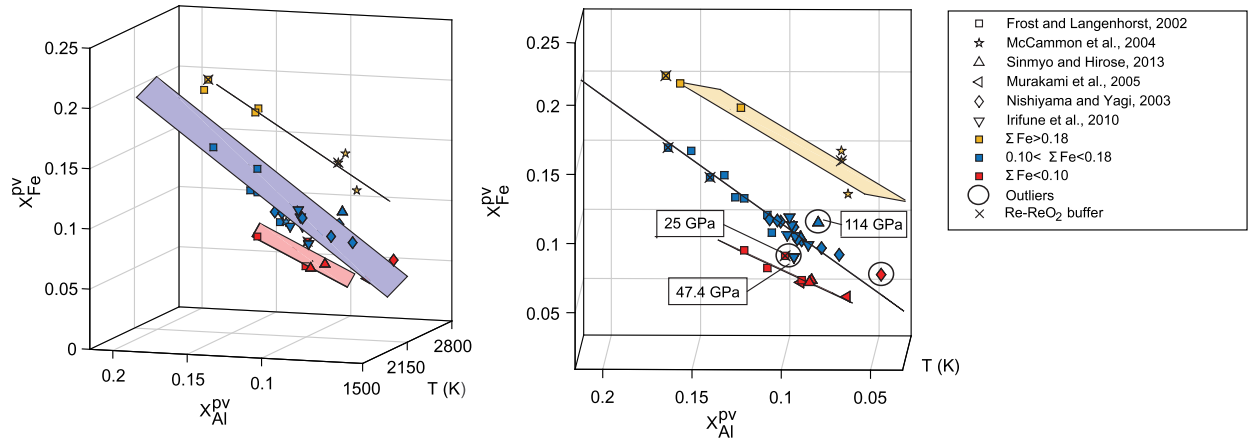 0.25
0.2
0.15
0.1
0.05
0
X^pv_Fe
0.2
0.15
0.1
X^pv_Al
1500
2150
2800
T (K)
0.25
0.2
0.15
0.1
0.05
X^pv_Fe
25 GPa
114 GPa
47.4 GPa
0.2
0.15
0.1
0.05
X^pv_Al
T (K)
Frost and Langenhorst, 2002
McCammon et al., 2004
Sinmyo and Hirose, 2013
Murakami et al., 2005
Nishiyama and Yagi, 2003
Irifune et al., 2010
Σ Fe>0.18
0.10< Σ Fe<0.18
Σ Fe<0.10
Outliers
Re-ReO₂ buffer